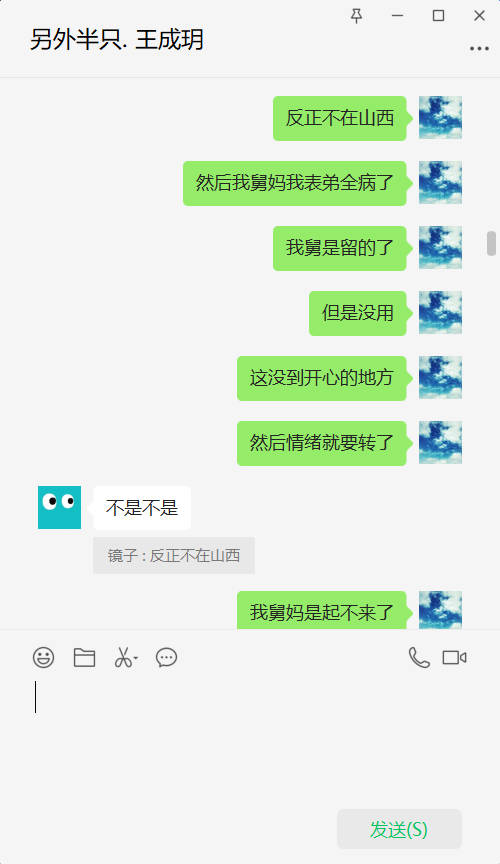 另外半只. 王成玥
反正不在山西
然后我舅妈我表弟全病了
我舅是留的了
但是没用
这没到开心的地方
然后情绪就要转了
不是不是
镜子 : 反正不在山西
我舅妈是起不来了
发送(S)